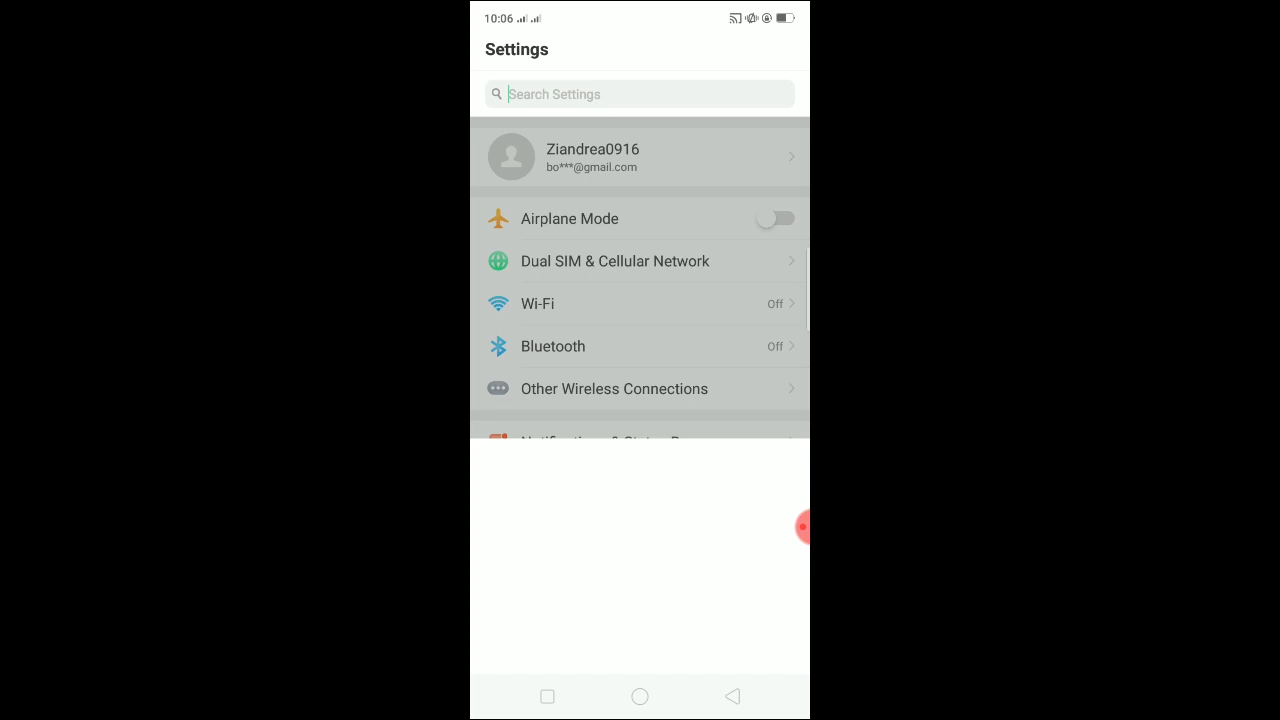 10:06
Settings
Search Settings
Ziandrea0916
bo***@gmail.com
Airplane Mode
Dual SIM & Cellular Network
Wi-Fi Off
Bluetooth Off
Other Wireless Connections